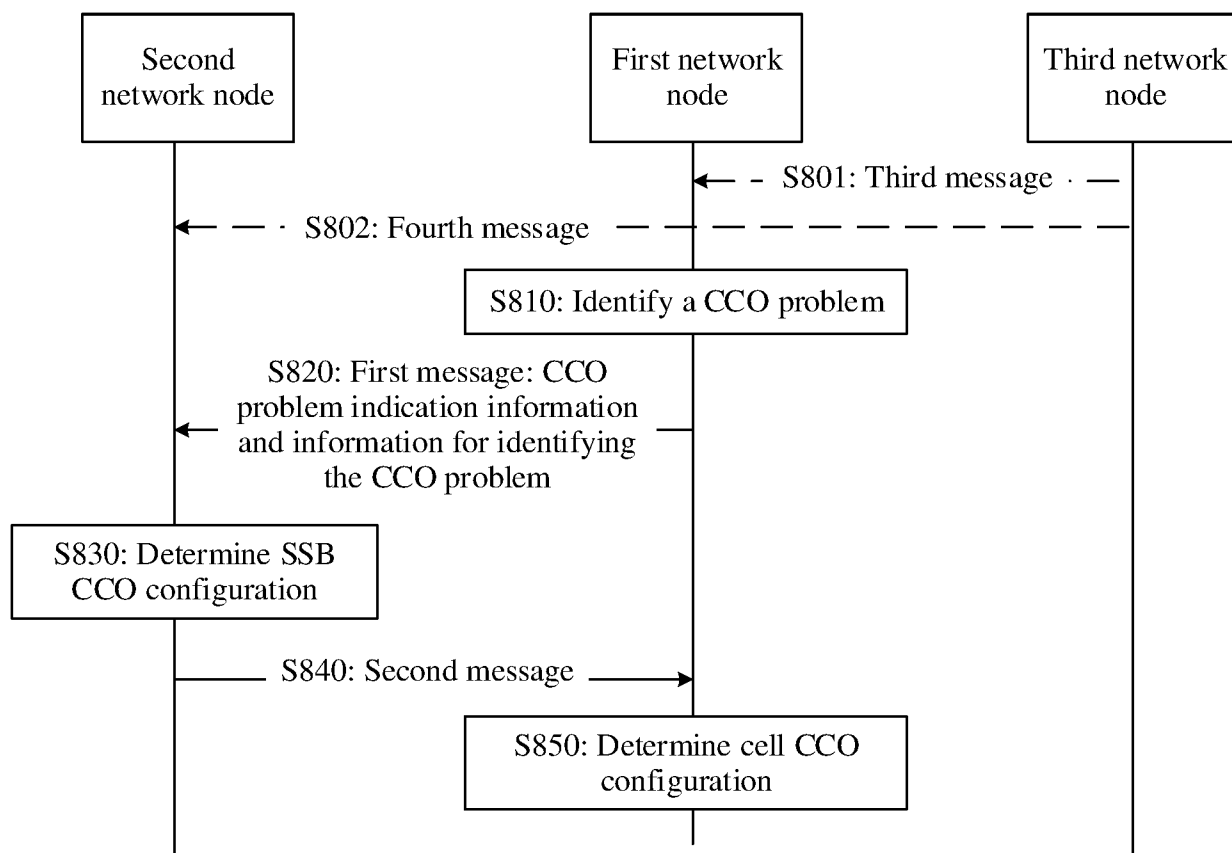 Second
network node
First network
node
Third network
node
S801: Third message
S802: Fourth message
S810: Identify a CCO problem
S820: First message: CCO
problem indication information
and information for identifying
the CCO problem
S830: Determine SSB
CCO configuration
S840: Second message
S850: Determine cell CCO
configuration